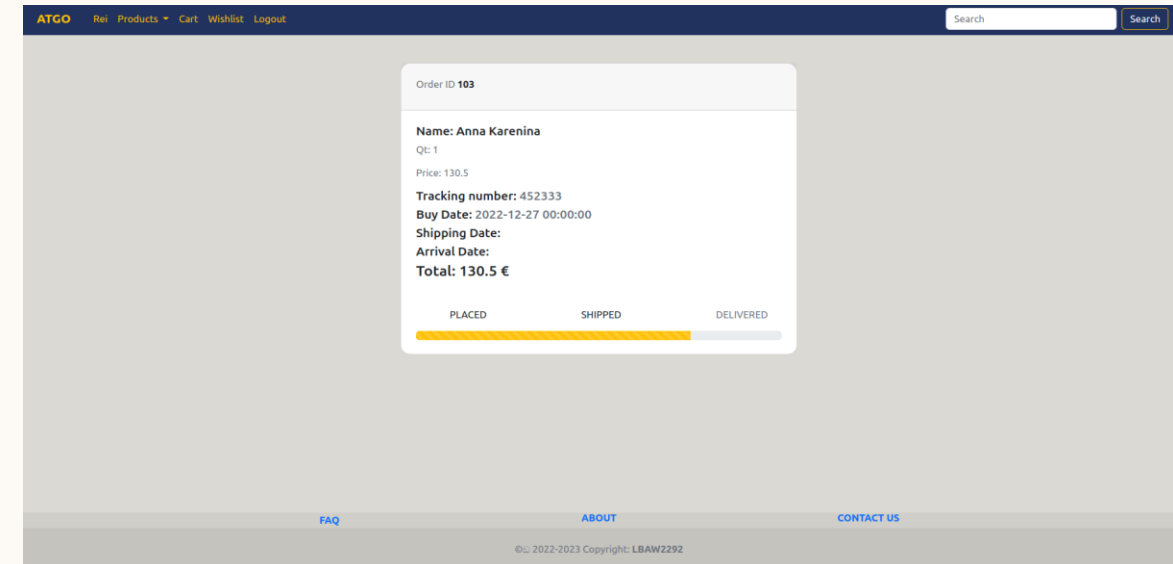 ATGO Rei Products Cart Wishlist Logout Search Search
Order ID 103
Name: Anna Karenina
Qt: 1
Price: 130.5
Tracking number: 452333
Buy Date: 2022-12-27 00:00:00
Shipping Date:
Arrival Date:
Total: 130.5 €
PLACED SHIPPED DELIVERED
FAQ ABOUT CONTACT US
© 2022-2023 Copyright: LBAW2292